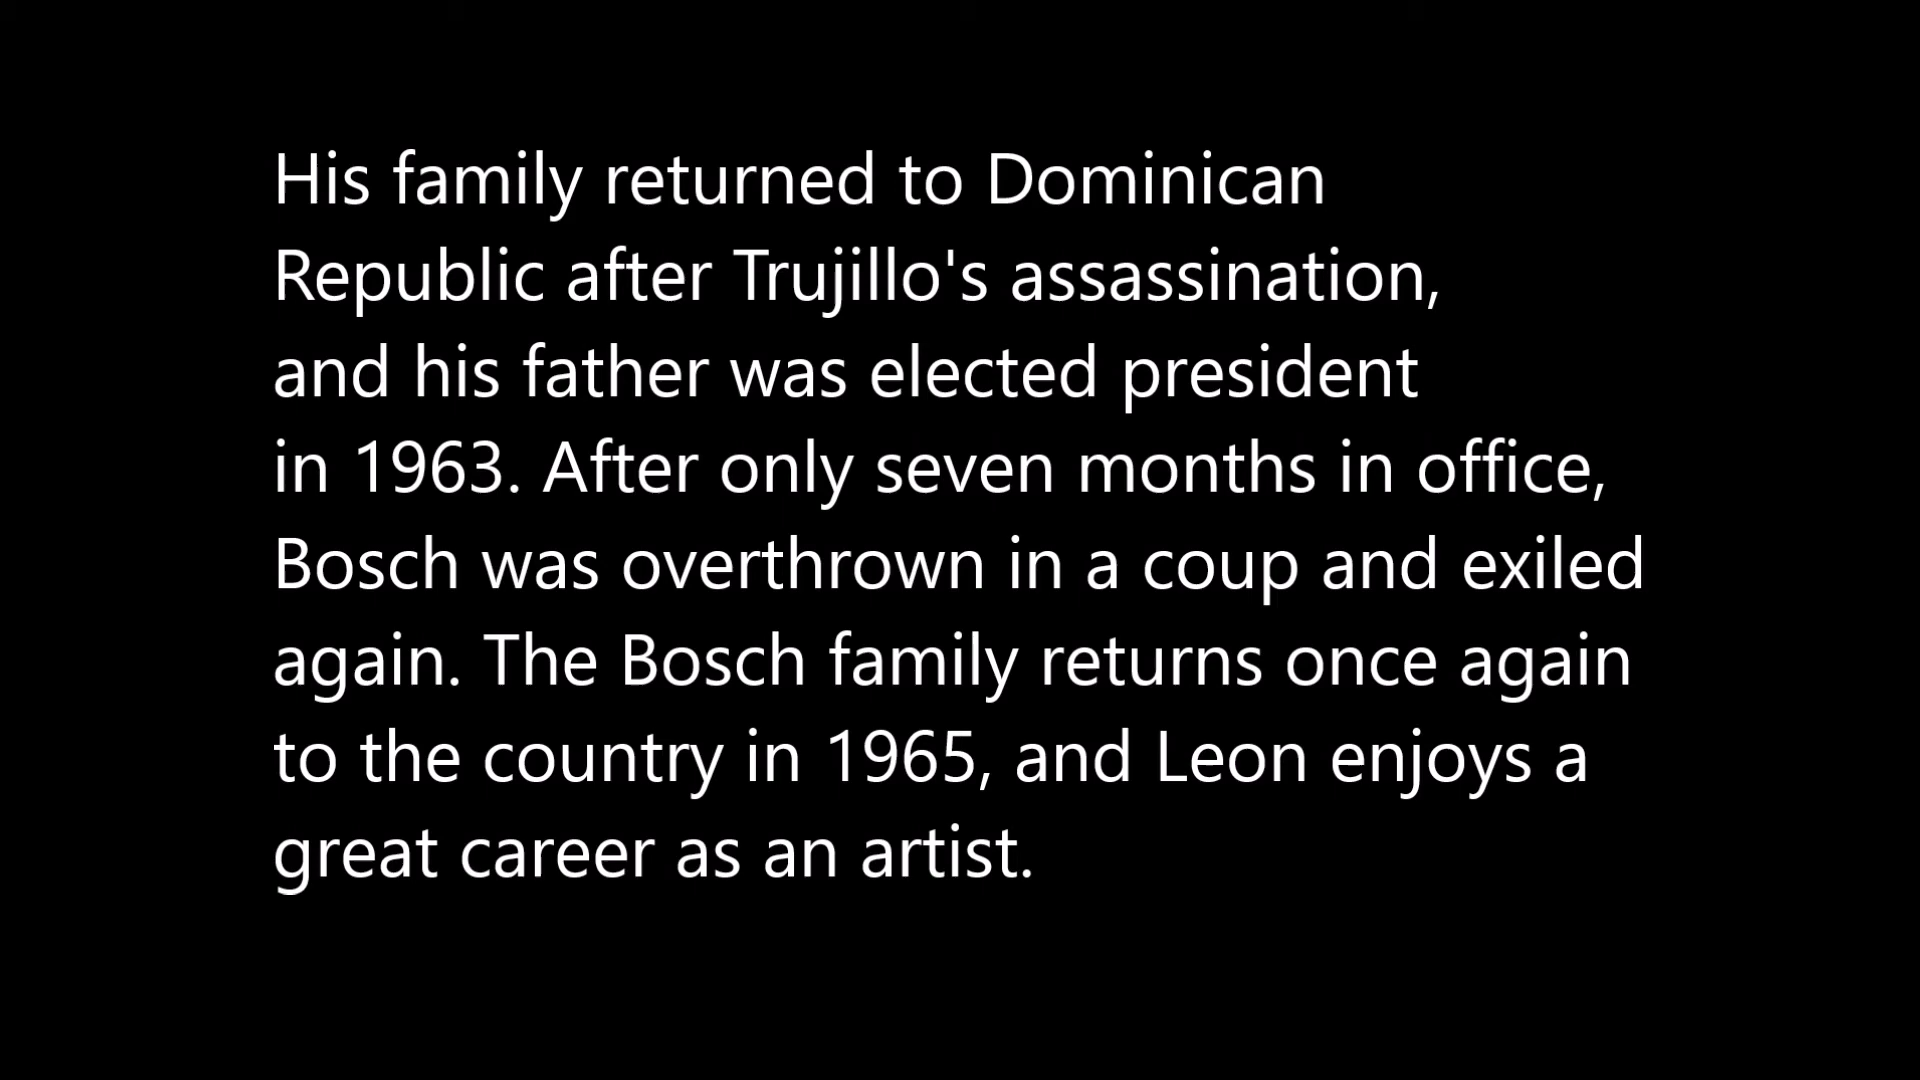 His family returned to Dominican
Republic after Trujillo's assassination,
and his father was elected president
in 1963. After only seven months in office,
Bosch was overthrown in a coup and exiled
again. The Bosch family returns once again
to the country in 1965, and Leon enjoys a
great career as an artist.